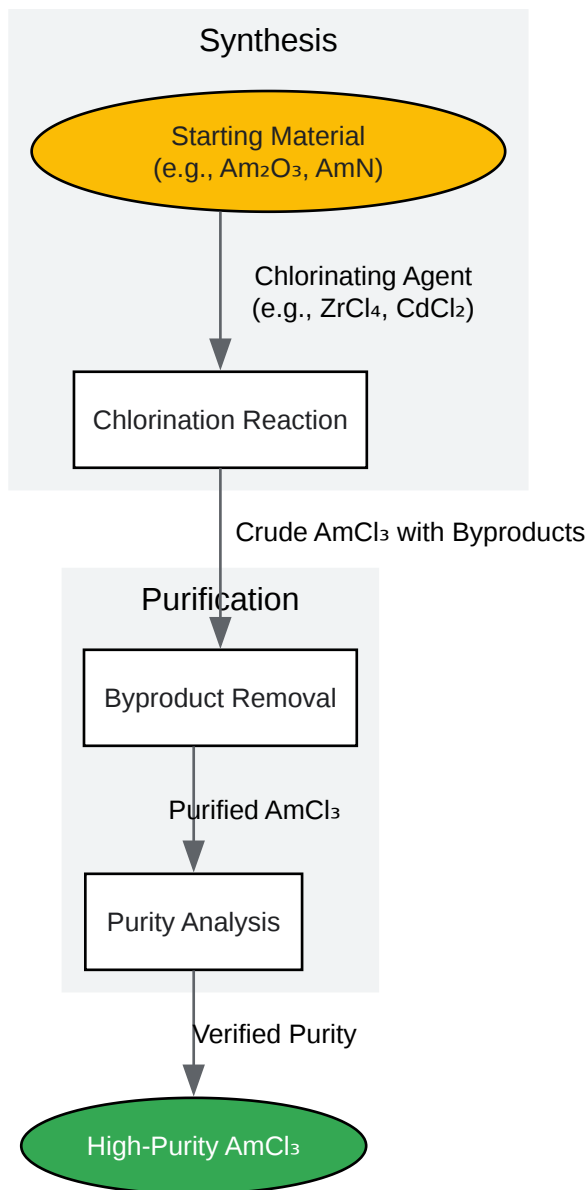 Synthesis
Starting Material
(e.g., Am₂O₃, AmN)
Chlorinating Agent
(e.g., ZrCl₄, CdCl₂)
Chlorination Reaction
Crude AmCl₃ with Byproducts
Purification
Byproduct Removal
Purified AmCl₃
Purity Analysis
Verified Purity
High-Purity AmCl₃